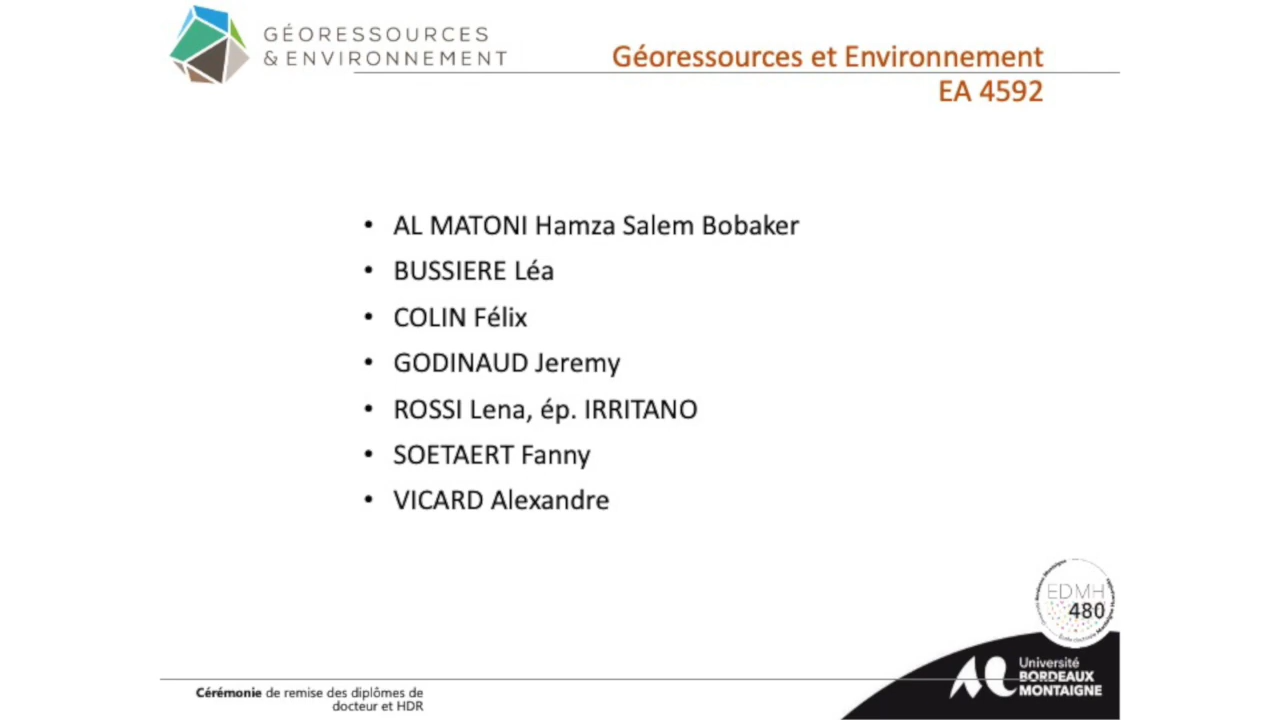 GÉORESSOURCES
& ENVIRONNEMENT
Géoressources et Environnement
EA 4592
• AL MATONI Hamza Salem Bobaker
• BUSSIERE Léa
• COLIN Félix
• GODINAUD Jeremy
• ROSSI Lena, ép. IRRITANO
• SOETAERT Fanny
• VICARD Alexandre
EDMH
480
Université
BORDEAUX
MONTAIGNE
Cérémonie de remise des diplômes de
docteur et HDR